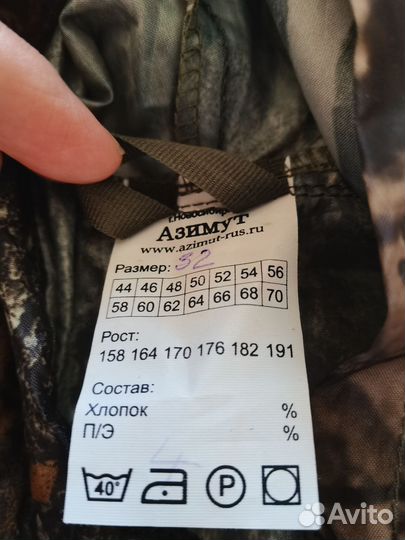 г.Новосибир
Азимут
www.azimut-rus.ru
Размер: 32
44 46 48 50 52 54 56
58 60 62 64 66 68 70
Рост:
158 164 170 176 182 191
Состав:
Хлопок %
П/Э %
40°
P
Avito